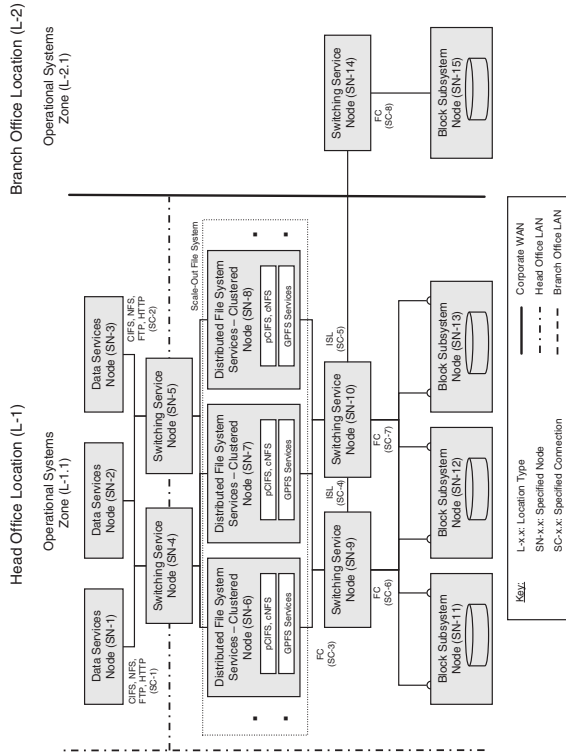 Head Office Location (L-1)
Branch Office Location (L-2)
Operational Systems
Zone (L-1.1)
Operational Systems
Zone (L-2.1)
Data Services
Node (SN-1)
Data Services
Node (SN-2)
Data Services
Node (SN-3)
CIFS, NFS,
FTP, HTTP
(SC-1)
CIFS, NFS,
FTP, HTTP
(SC-2)
Switching Service
Node (SN-4)
Switching Service
Node (SN-5)
Scale-Out File System
Distributed File System
Services – Clustered
Node (SN-6)
pCIFS, cNFS
GPFS Services
Distributed File System
Services – Clustered
Node (SN-7)
pCIFS, cNFS
GPFS Services
Distributed File System
Services – Clustered
Node (SN-8)
pCIFS, cNFS
GPFS Services
FC
(SC-3)
Switching Service
Node (SN-9)
ISL
(SC-4)
Switching Service
Node (SN-10)
ISL
(SC-5)
Switching Service
Node (SN-14)
FC
(SC-6)
FC
(SC-7)
FC
(SC-8)
Block Subsystem
Node (SN-11)
Block Subsystem
Node (SN-12)
Block Subsystem
Node (SN-13)
Block Subsystem
Node (SN-15)
Key:
L-x.x: Location Type
SN-x.x: Specified Node
SC-x.x: Specified Connection
Corporate WAN
Head Office LAN
Branch Office LAN